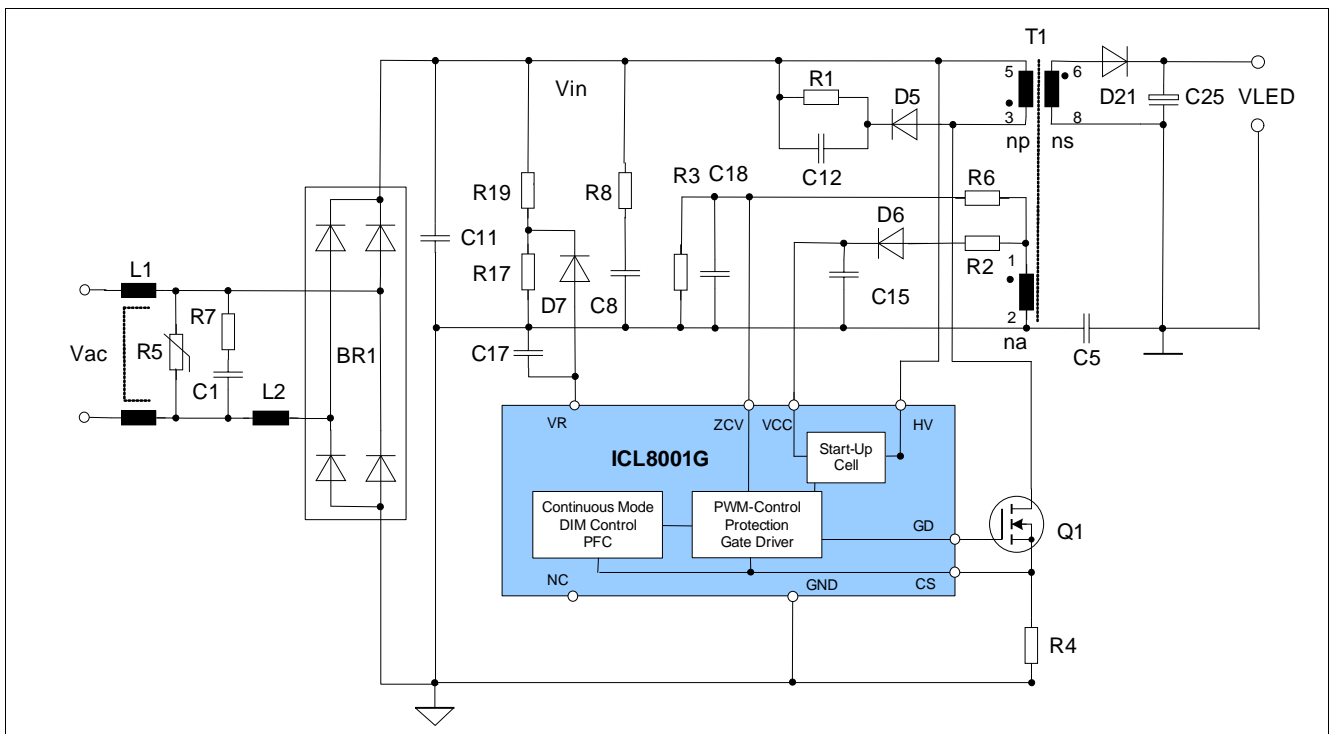 T1
Vin
R1
D5
5
6
D21
C25
VLED
3
8
np
ns
C12
R19
R8
R3
C18
R6
D6
C11
R17
D7
C8
C15
R2
1
2
na
C5
L1
R7
R5
Vac
C1
L2
BR1
C17
VR
ZCV
VCC
HV
ICL8001G
Start-Up
Cell
Continuous Mode
DIM Control
PFC
PWM-Control
Protection
Gate Driver
GD
Q1
NC
GND
CS
R4